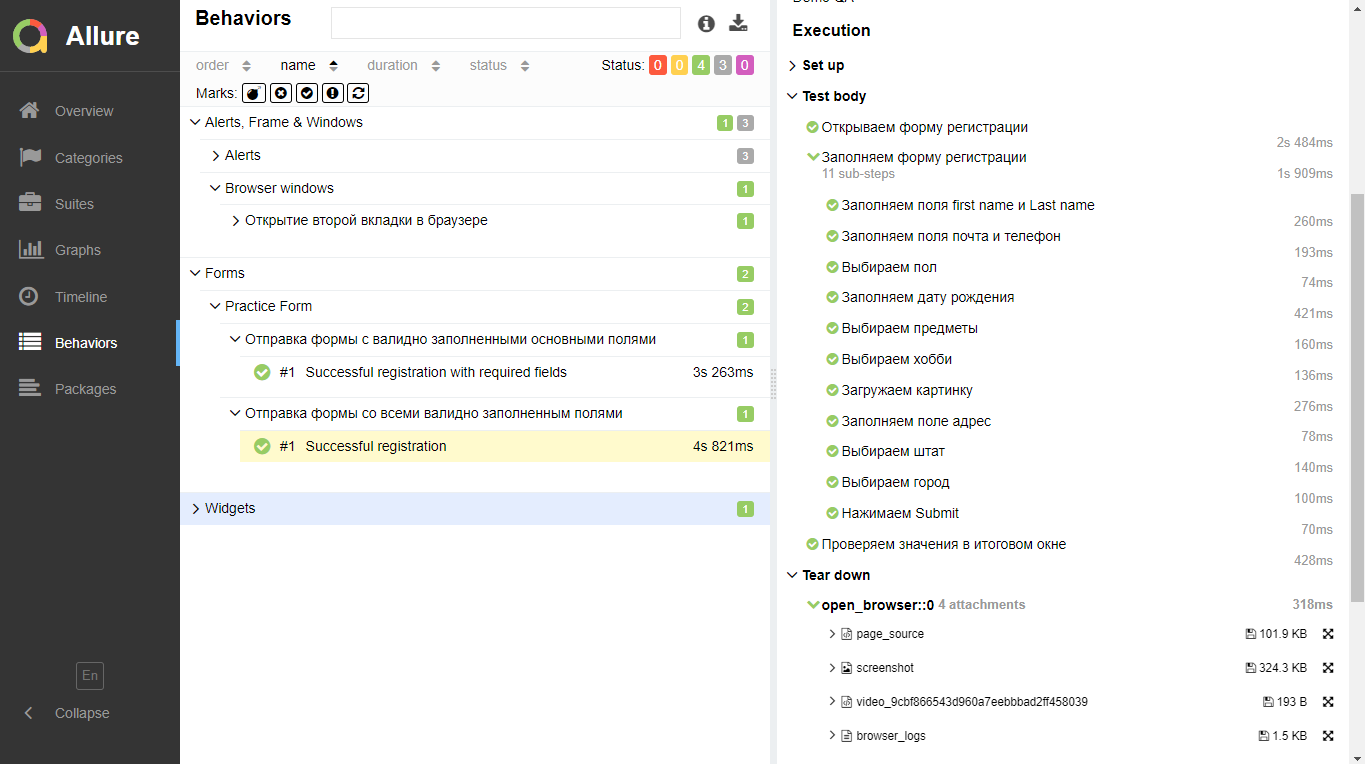 Allure
Overview
Categories
Suites
Graphs
Timeline
Behaviors
Packages
En
Collapse
Behaviors
order name duration status Status: 0 0 4 3 0
Marks:
Alerts, Frame & Windows 1 3
Alerts 3
Browser windows 1
Открытие второй вкладки в браузере 1
Forms 2
Practice Form 2
Отправка формы с валидно заполненными основными полями 1
#1 Successful registration with required fields 3s 263ms
Отправка формы со всеми валидно заполненным полями 1
#1 Successful registration 4s 821ms
Widgets 1
Execution
Set up
Test body
Открываем форму регистрации
2s 484ms
Заполняем форму регистрации
11 sub-steps 1s 909ms
Заполняем поля first name и Last name
260ms
Заполняем поля почта и телефон
193ms
Выбираем пол
74ms
Заполняем дату рождения
421ms
Выбираем предметы
160ms
Выбираем хобби
136ms
Загружаем картинку
276ms
Заполняем поле адрес
78ms
Выбираем штат
140ms
Выбираем город
100ms
Нажимаем Submit
70ms
Проверяем значения в итоговом окне
428ms
Tear down
open_browser::0 4 attachments 318ms
page_source 101.9 KB
screenshot 324.3 KB
video_9cbf866543d960a7eebbbad2ff458039 193 B
browser_logs 1.5 KB